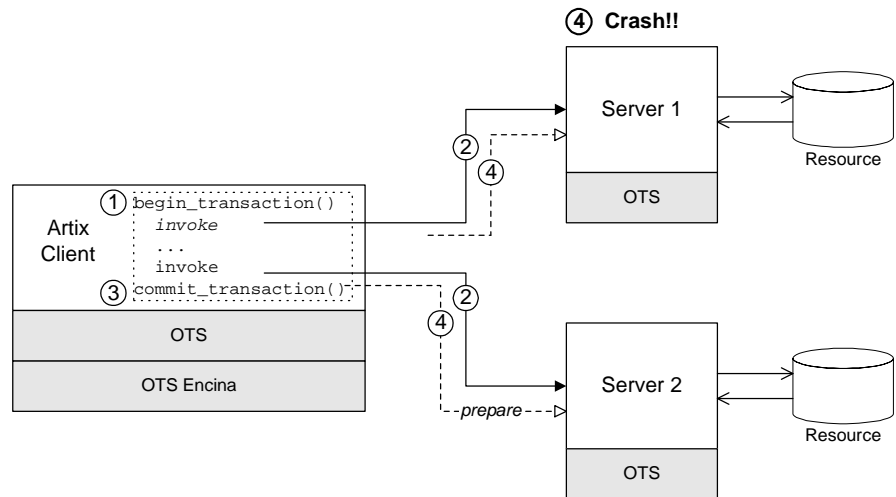 ④ Crash!!
Server 1
OTS
Resource
②
④
① begin_transaction()
invoke
...
invoke
③ commit_transaction()
Artix
Client
OTS
OTS Encina
②
④
prepare
Server 2
OTS
Resource